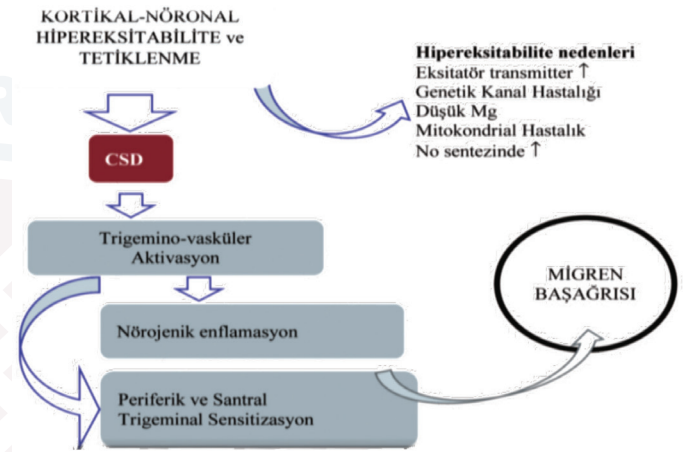 KORTİKAL-NÖRONAL
HİPEREKSİTABİLİTE ve
TETİKLENME
Hipereksitabilite nedenleri
Eksitatör transmitter ↑
Genetik Kanal Hastalığı
Düşük Mg
Mitokondrial Hastalık
No sentezinde ↑
CSD
Trigemino-vasküler
Aktivasyon
Nörojenik enflamasyon
Periferik ve Santral
Trigeminal Sensitizasyon
MİGREN
BAŞAĞRISI